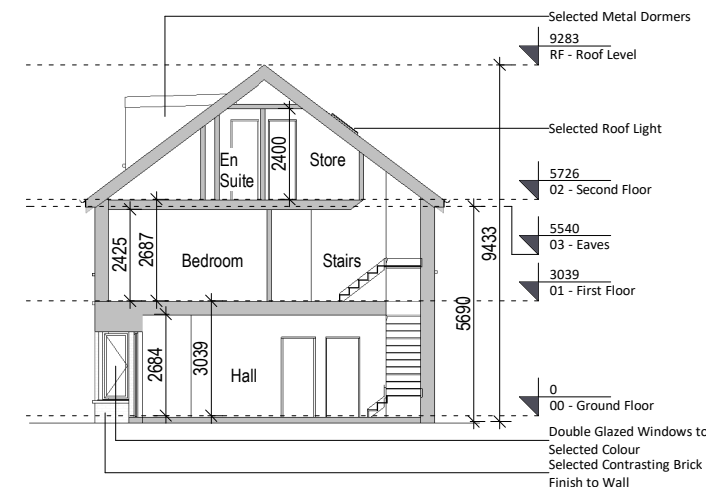 Selected Metal Dormers
9283
RF - Roof Level
Selected Roof Light
En
Suite
2400
Store
5726
02 - Second Floor
5540
03 - Eaves
9433
2425
2687
Bedroom
Stairs
3039
01 - First Floor
5690
2684
3039
Hall
0
00 - Ground Floor
Double Glazed Windows to
Selected Colour
Selected Contrasting Brick
Finish to Wall